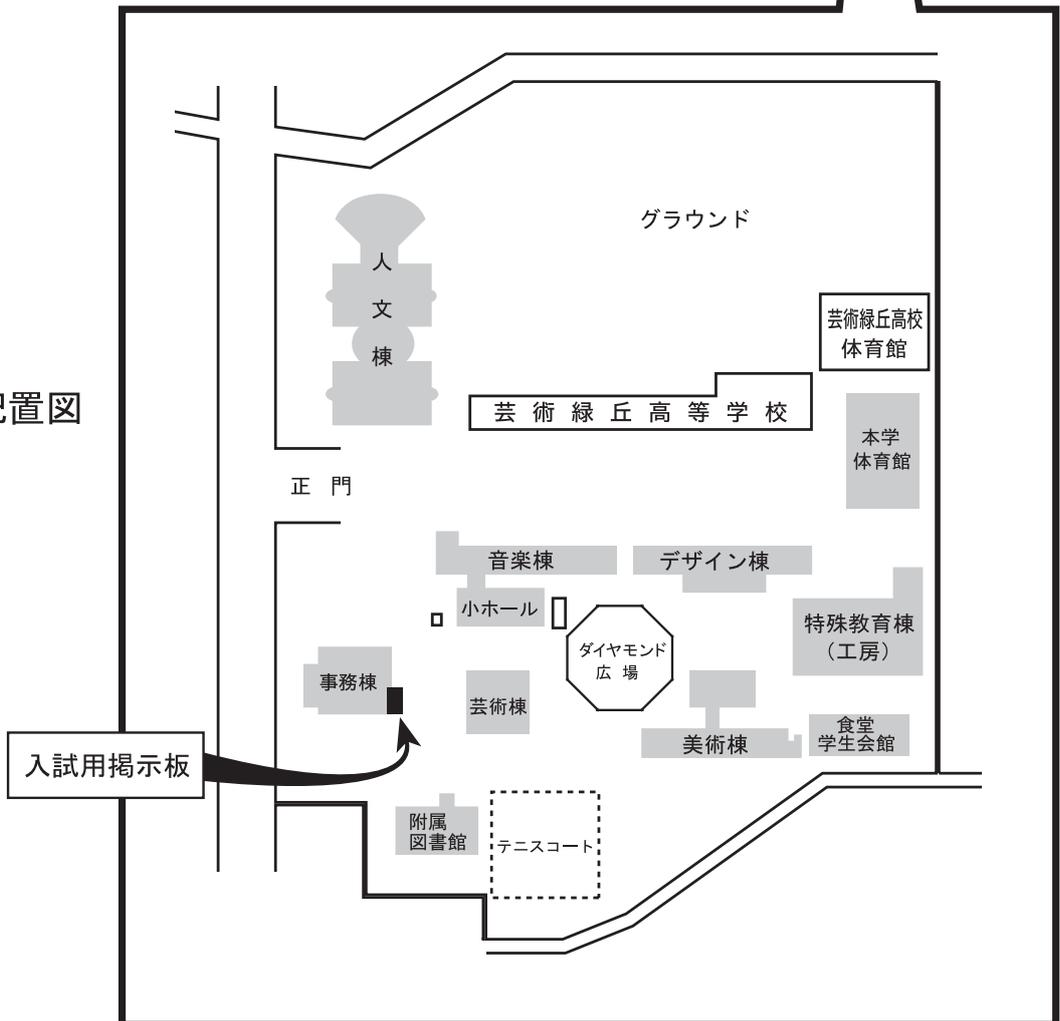 グラウンド
人文棟
芸術緑丘高校
体育館
芸術緑丘高等学校
置図
本学
体育館
正門
音楽棟
デザイン棟
小ホール
特殊教育棟
(工房)
ダイヤモンド
広場
事務棟
芸術棟
美術棟
食堂
学生会館
入試用掲示板
附属
図書館
テニスコート